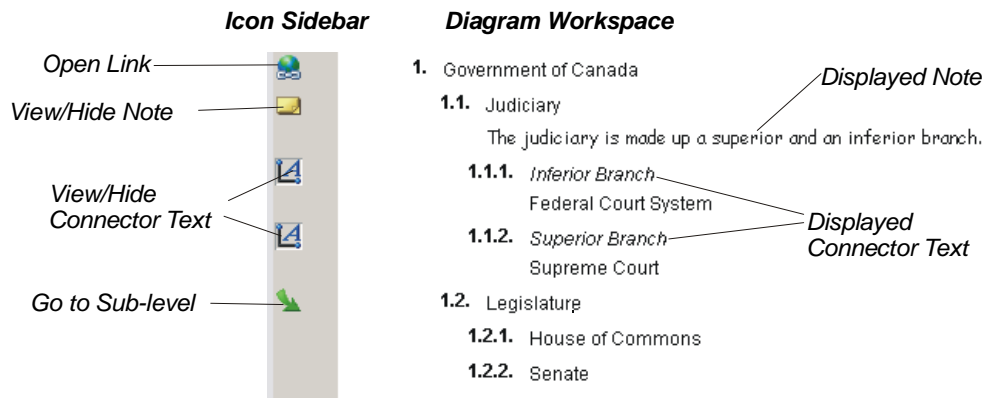 Icon Sidebar Diagram Workspace
Open Link
1. Government of Canada
Displayed Note
View/Hide Note
1.1. Judiciary
The judiciary is made up a superior and an inferior branch.
1.1.1. Inferior Branch
View/Hide
Connector Text
Federal Court System
Displayed
Connector Text
1.1.2. Superior Branch
Supreme Court
Go to Sub-level
1.2. Legislature
1.2.1. House of Commons
1.2.2. Senate